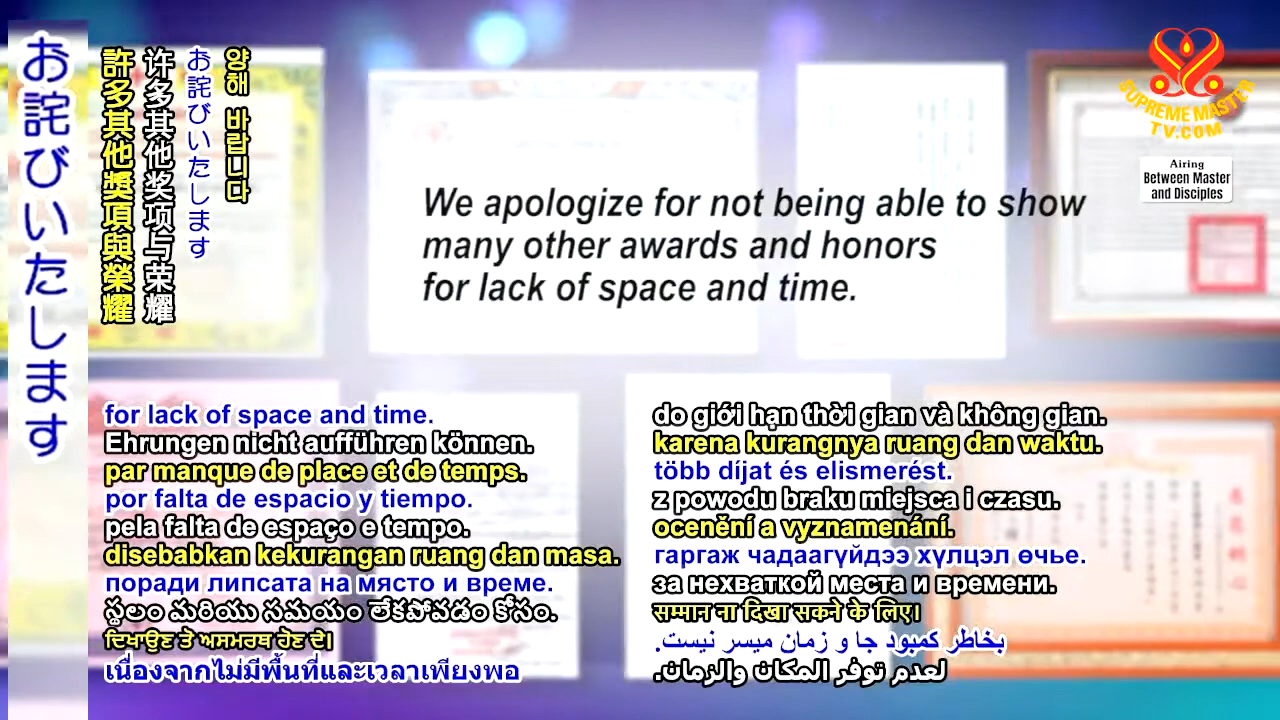 お詫びいたします
許多其他獎項與榮耀
许多其他奖项与荣耀
お詫びいたします
양해 바랍니다
SUPREME MASTER
TV.COM
Airing
Between Master
and Disciples
We apologize for not being able to show
many other awards and honors
for lack of space and time.
for lack of space and time.
Ehrungen nicht aufführen können.
par manque de place et de temps.
por falta de espacio y tiempo.
pela falta de espaço e tempo.
disebabkan kekurangan ruang dan masa.
поради липсата на място и време.
స్థలం మరియు సమయం లేకపోవడం కోసం.
ਦਿਖਾਉਣ ਤੋ ਅਸਮਰਥ ਹੋਣ ਦੇ।
เนื่องจากไม่มีพื้นที่และเวลาเพียงพอ
do giới hạn thời gian và không gian.
karena kurangnya ruang dan waktu.
több díjat és elismerést.
z powodu braku miejsca i czasu.
ocenění a vyznamenání.
гаргаж чадаагүйдээ хүлцэл өчье.
за нехваткой места и времени.
सम्मान ना दिखा सकने के लिए।
بخاطر کمبود جا و زمان میسر نیست.
لعدم توفر المكان والزمان.